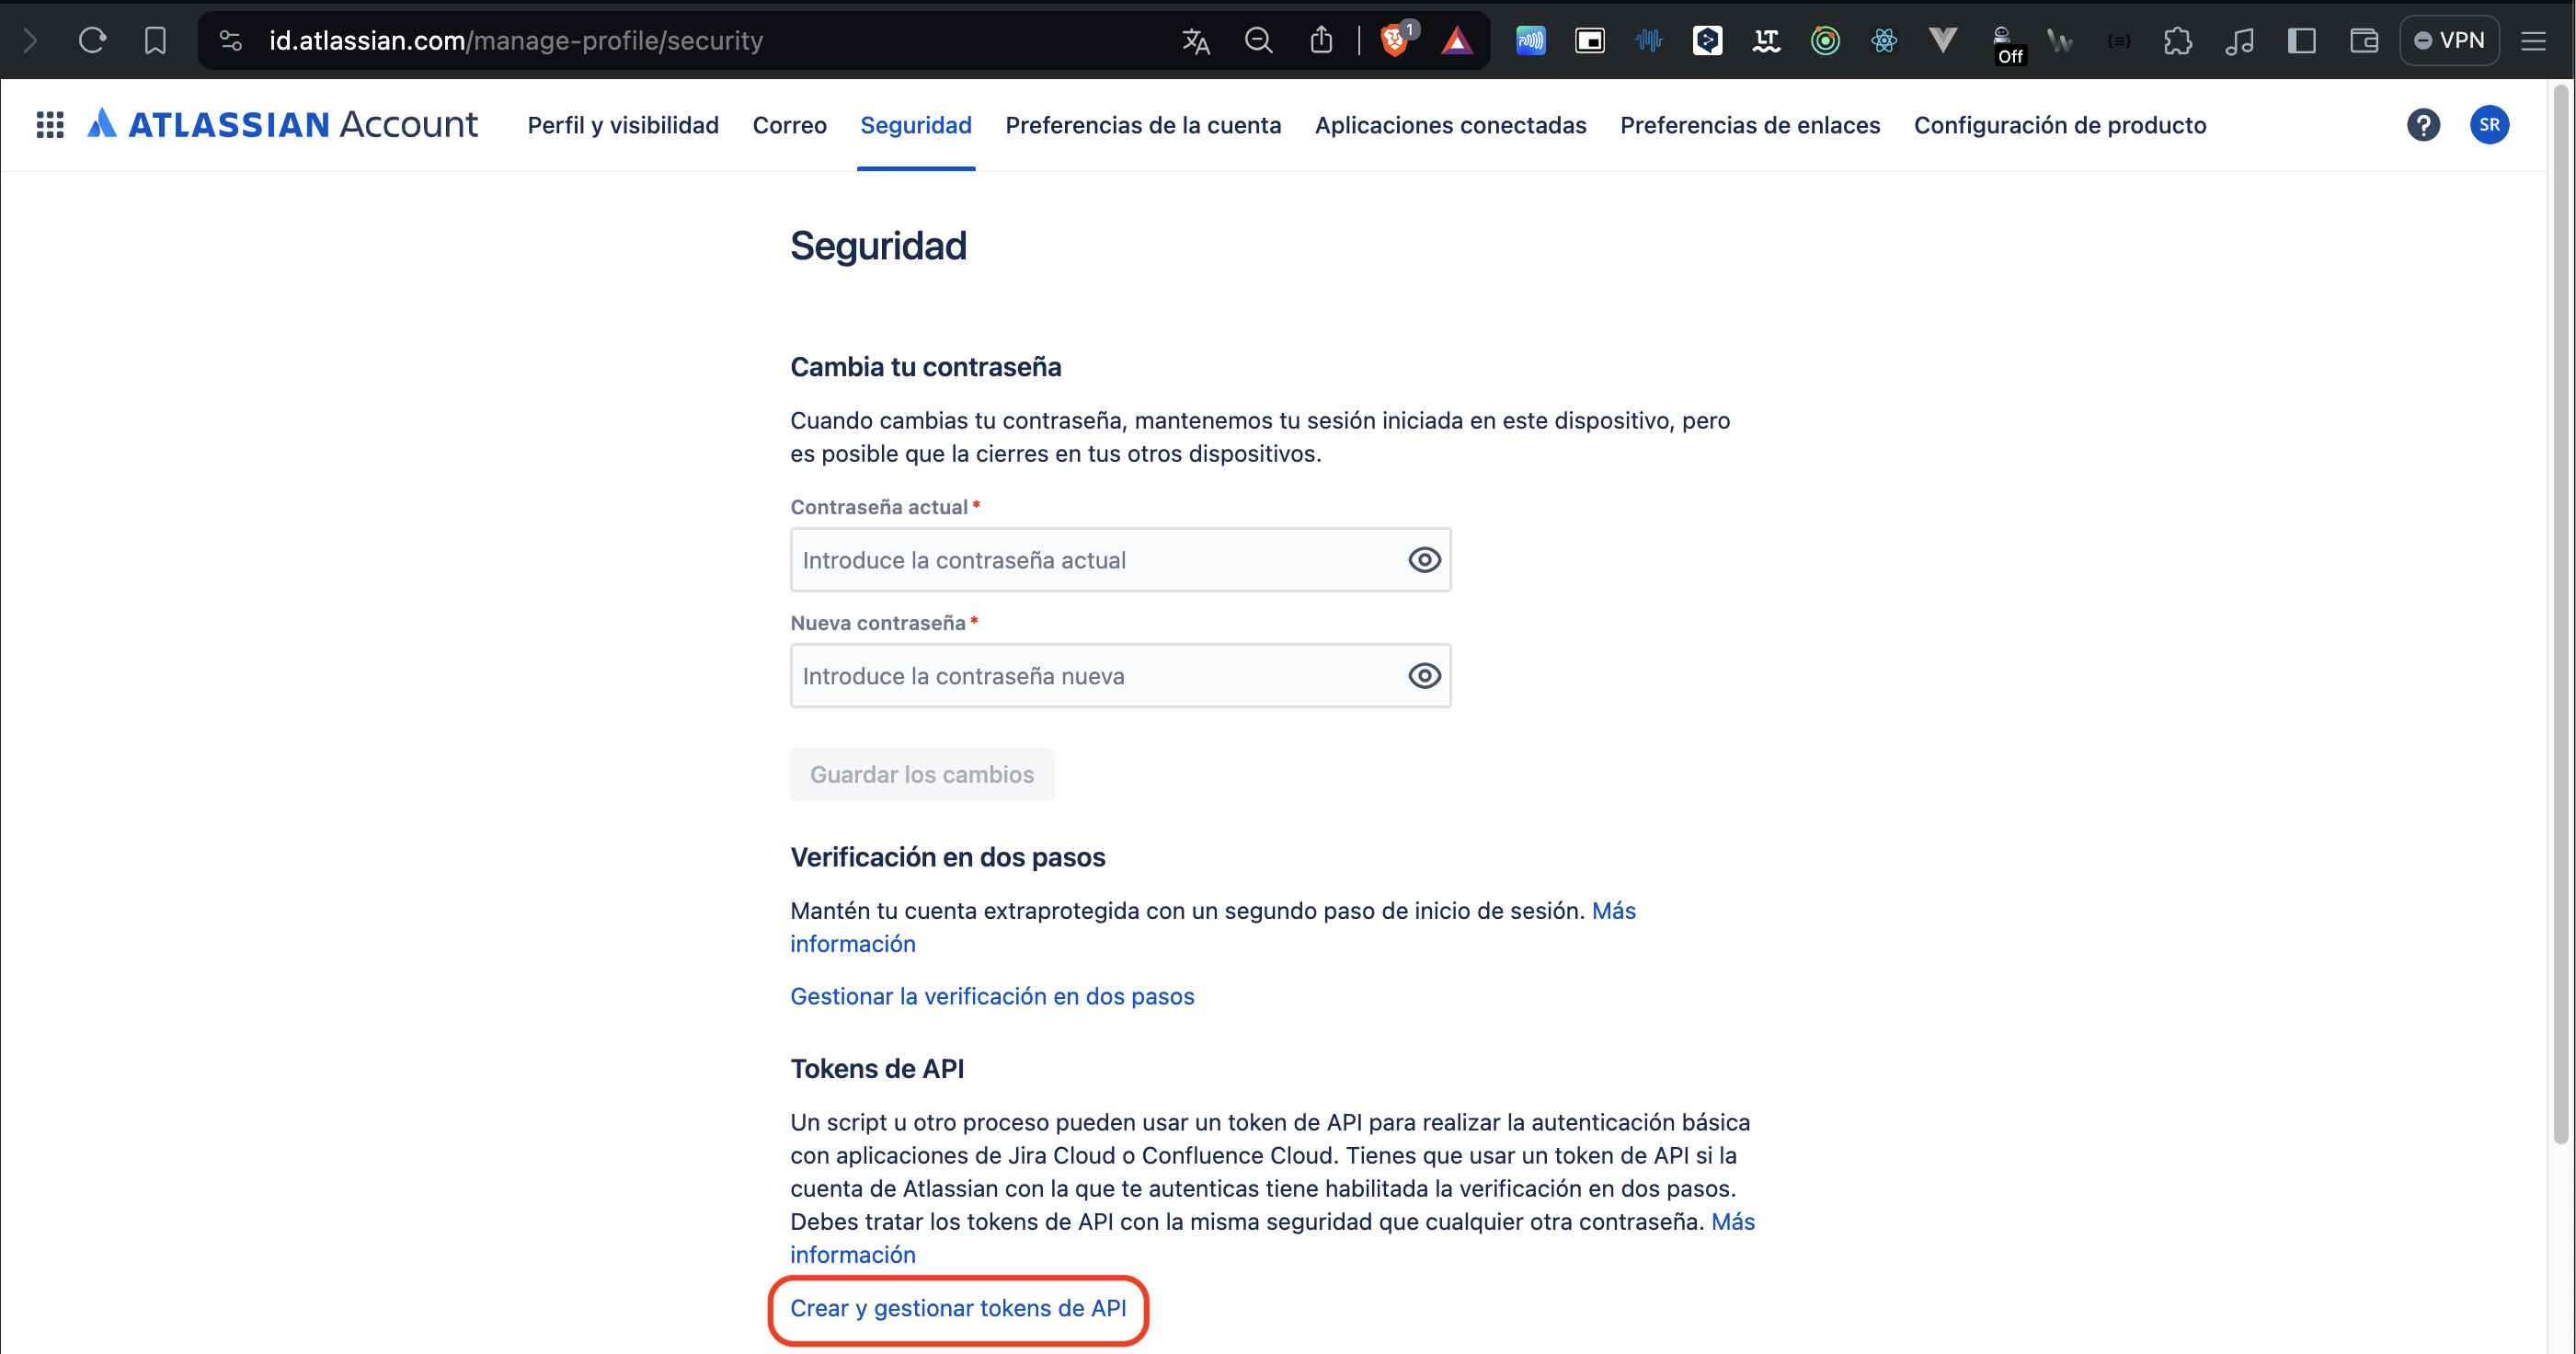 id.atlassian.com/manage-profile/security
1
LT
Off
VPN
ATLASSIAN Account
Perfil y visibilidad
Correo
Seguridad
Preferencias de la cuenta
Aplicaciones conectadas
Preferencias de enlaces
Configuración de producto
?
SR
Seguridad
Cambia tu contraseña
Cuando cambias tu contraseña, mantenemos tu sesión iniciada en este dispositivo, pero
es posible que la cierres en tus otros dispositivos.
Contraseña actual *
Introduce la contraseña actual
Nueva contraseña *
Introduce la contraseña nueva
Guardar los cambios
Verificación en dos pasos
Mantén tu cuenta extraprotegida con un segundo paso de inicio de sesión. Más
información
Gestionar la verificación en dos pasos
Tokens de API
Un script u otro proceso pueden usar un token de API para realizar la autenticación básica
con aplicaciones de Jira Cloud o Confluence Cloud. Tienes que usar un token de API si la
cuenta de Atlassian con la que te autenticas tiene habilitada la verificación en dos pasos.
Debes tratar los tokens de API con la misma seguridad que cualquier otra contraseña. Más
información
Crear y gestionar tokens de API